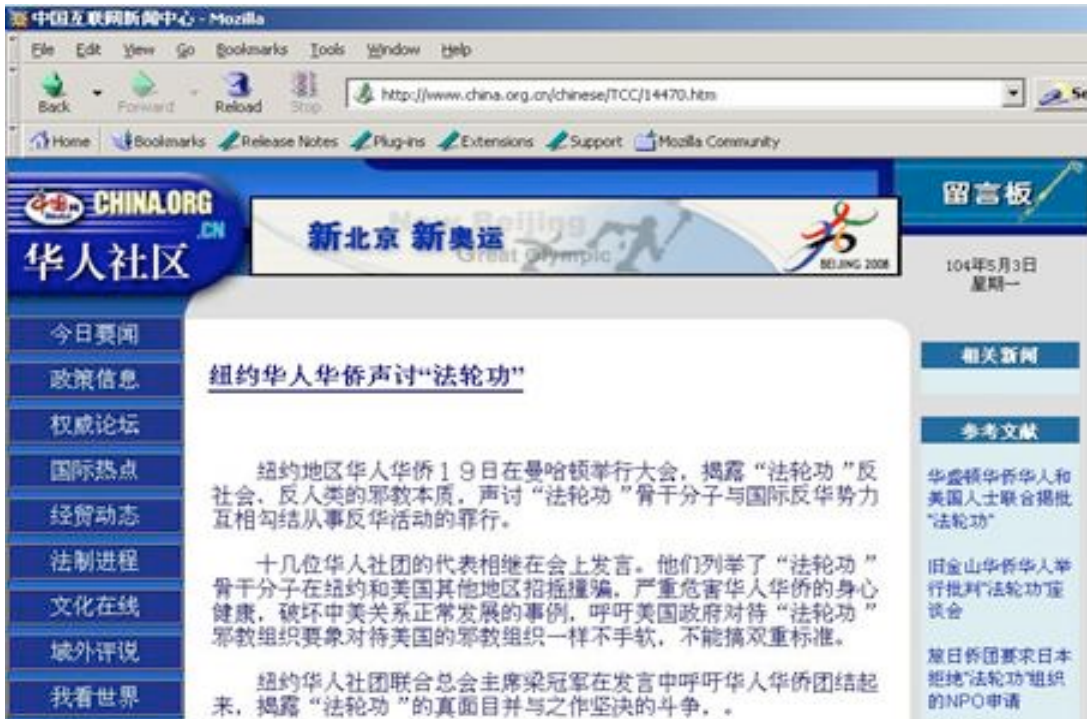 中国互联网新闻中心 - Mozilla
File Edit View Go Bookmarks Tools Window Help
Back Forward Reload Stop http://www.china.org.cn/chinese/TCC/14470.htm Se
Home Bookmarks Release Notes Plug-ins Extensions Support Mozilla Community
CHINA.ORG
.CN
华人社区
New Beijing
新北京 新奥运
Great Olympic
BEIJING 2008
留言板
104年5月3日
星期一
今日要闻
政策信息
权威论坛
国际热点
经贸动态
法制进程
文化在线
域外评说
我看世界
纽约华人华侨声讨“法轮功”
纽约地区华人华侨19日在曼哈顿举行大会，揭露“法轮功”反
社会、反人类的邪教本质，声讨“法轮功”骨干分子与国际反华势力
互相勾结从事反华活动的罪行。
十几位华人社团的代表相继在会上发言。他们列举了“法轮功”
骨干分子在纽约和美国其他地区招摇撞骗，严重危害华人华侨的身心
健康，破坏中美关系正常发展的事例，呼吁美国政府对待“法轮功”
邪教组织要象对待美国的邪教组织一样不手软，不能搞双重标准。
纽约华人社团联合总会主席梁冠军在发言中呼吁华人华侨团结起
来，揭露“法轮功”的真面目并与之作坚决的斗争，。
相关新闻
参考文献
华盛顿华侨华人和
美国人士联合揭批
“法轮功”
旧金山华侨华人举
行批判“法轮功”座
谈会
旅日侨团要求日本
拒绝“法轮功”组织
的NPO申请